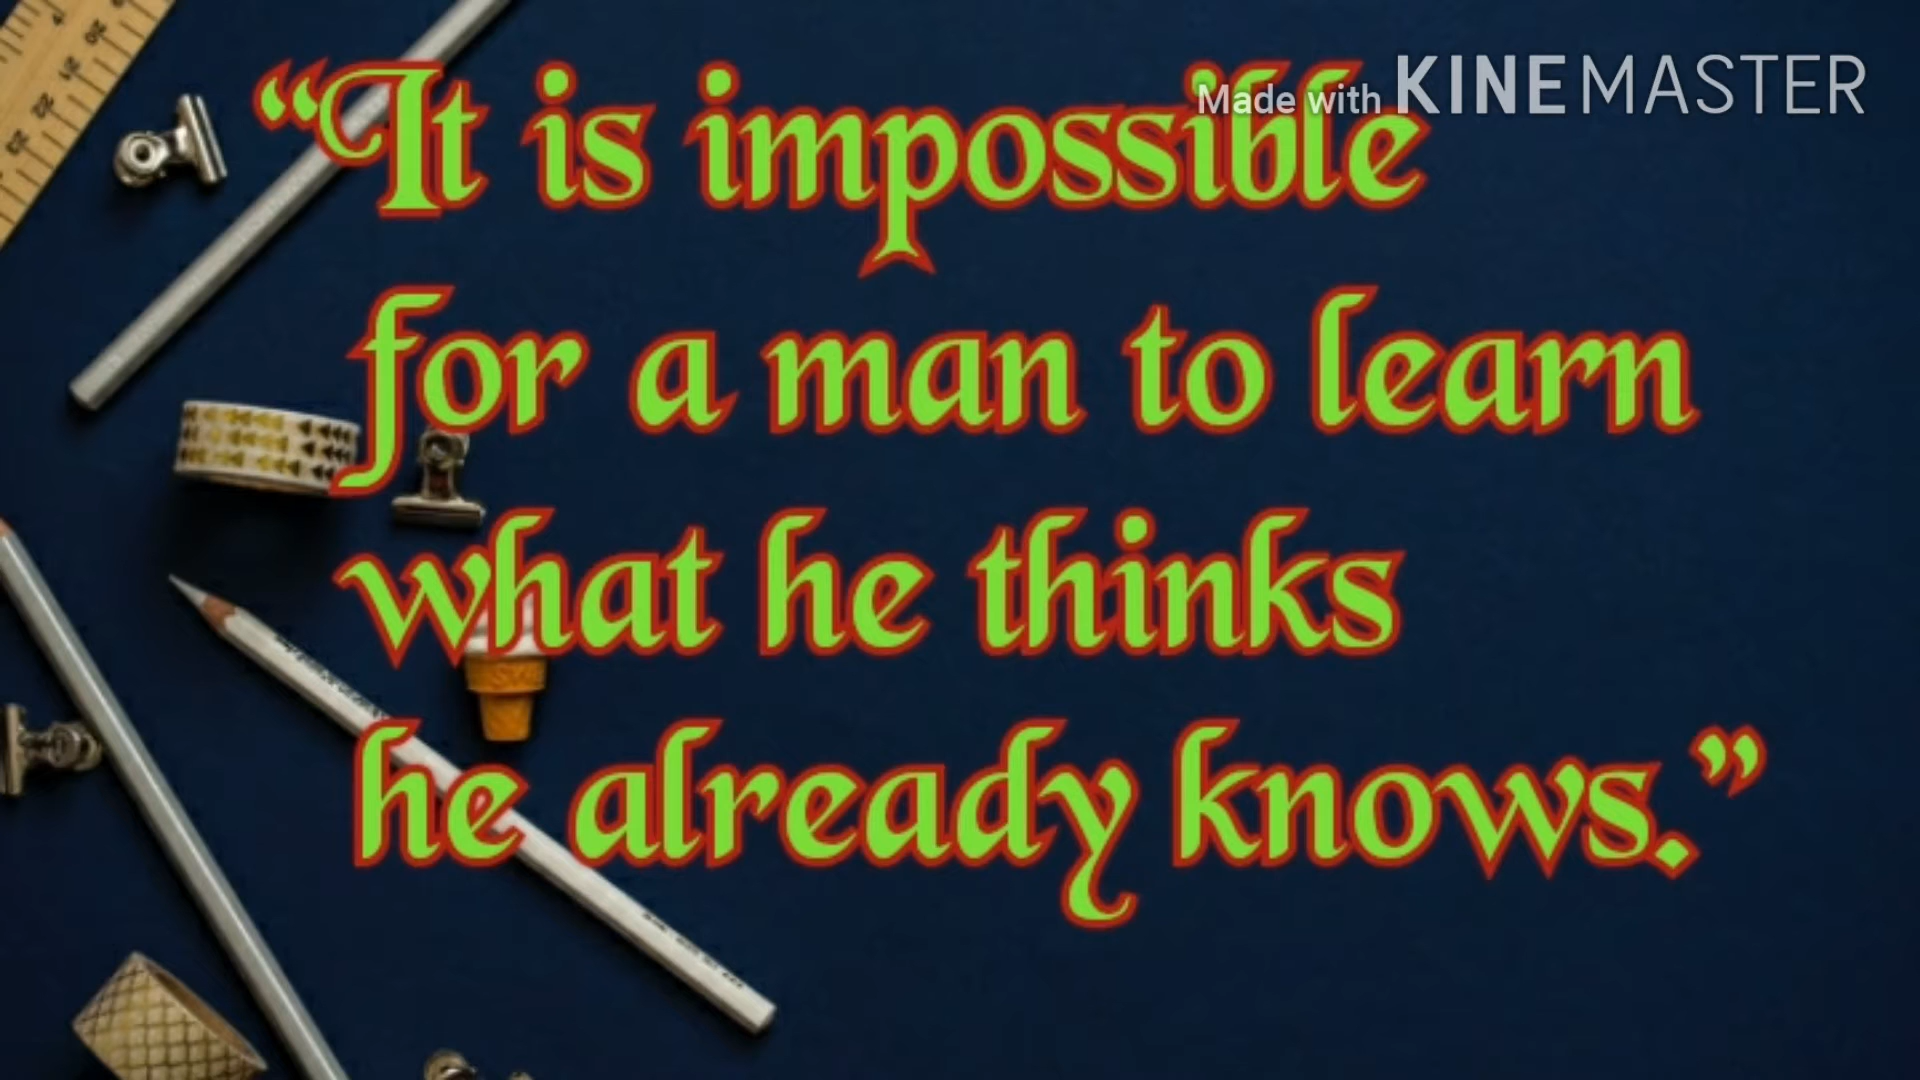 “It is impossible
Made with KINEMASTER
for a man to learn
what he thinks
he already knows.”